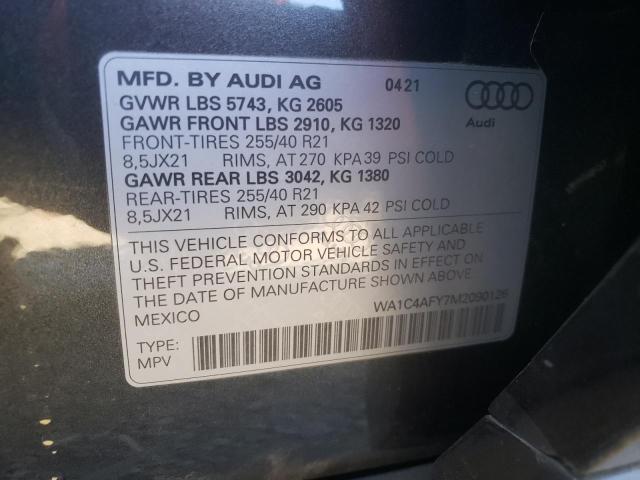 MFD. BY AUDI AG 0421
GVWR LBS 5743, KG 2605
GAWR FRONT LBS 2910, KG 1320
FRONT-TIRES 255/40 R21
8,5JX21 RIMS, AT 270 KPA 39 PSI COLD
GAWR REAR LBS 3042, KG 1380
REAR-TIRES 255/40 R21
8,5JX21 RIMS, AT 290 KPA 42 PSI COLD
Audi
THIS VEHICLE CONFORMS TO ALL APPLICABLE
U.S. FEDERAL MOTOR VEHICLE SAFETY AND
THEFT PREVENTION STANDARDS IN EFFECT ON
THE DATE OF MANUFACTURE SHOWN ABOVE.
MEXICO
WA1C4AFY7M2090126
TYPE:
MPV